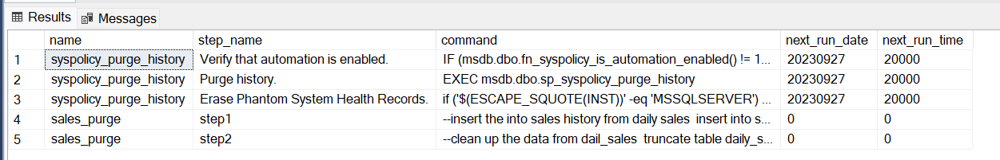 Results Messages
name step_name command next_run_date next_run_time
1 syspolicy_purge_history Verify that automation is enabled. IF (msdb.dbo.fn_syspolicy_is_automation_enabled() != 1... 20230927 20000
2 syspolicy_purge_history Purge history. EXEC msdb.dbo.sp_syspolicy_purge_history 20230927 20000
3 syspolicy_purge_history Erase Phantom System Health Records. if ('$(ESCAPE_SQUOTE(INST))' -eq 'MSSQLSERVER') ... 20230927 20000
4 sales_purge step1 --insert the into sales history from daily sales insert into s... 0 0
5 sales_purge step2 --clean up the data from dail_sales truncate table daily_s... 0 0